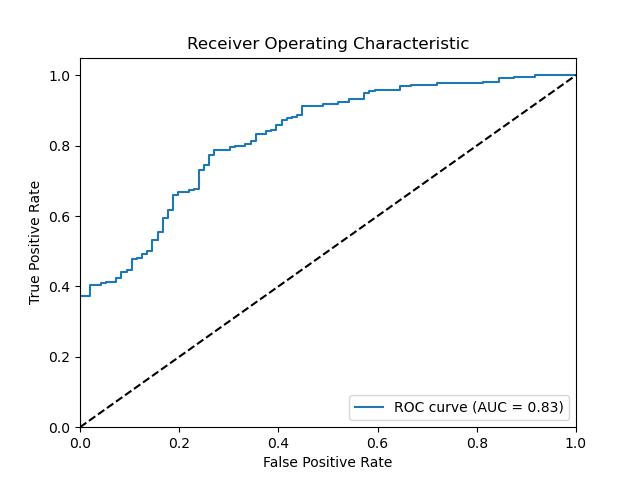 Receiver Operating Characteristic
1.0
0.8
0.6
0.4
0.2
0.0
True Positive Rate
ROC curve (AUC = 0.83)
0.0 0.2 0.4 0.6 0.8 1.0
False Positive Rate